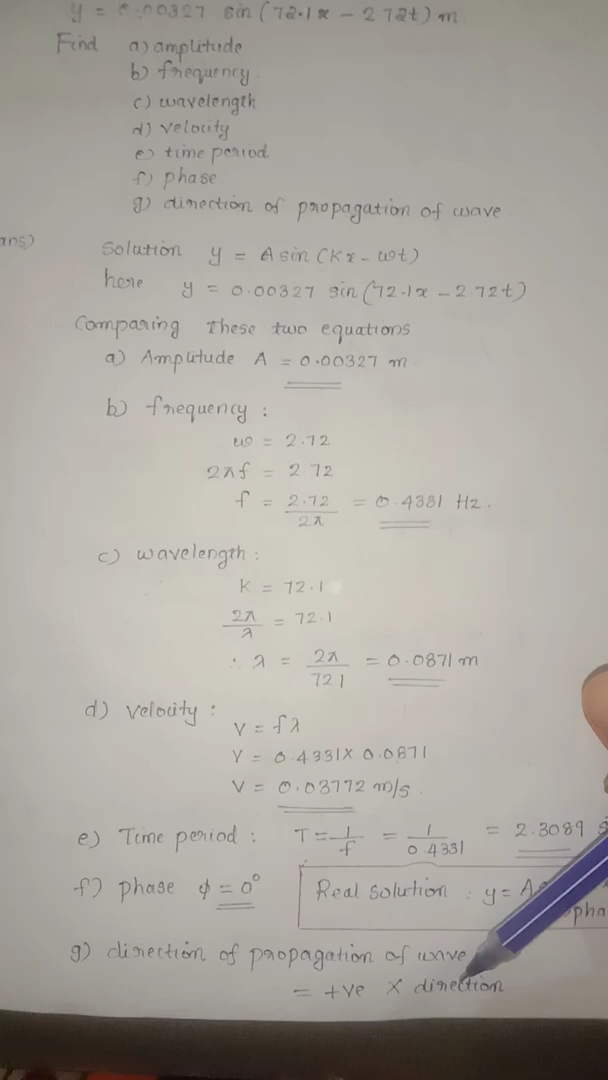 y = 0.00327 sin (72.1x - 2.72t) m
Find a) amplitude
b) frequency
c) wavelength
d) velocity
e) time period
f) phase
g) direction of propagation of wave
ans) Solution y = A sin (Kx - ωt)
here y = 0.00327 sin (72.1x - 2.72t)
Comparing These two equations
a) Amplitude A = 0.00327 m
b) frequency :
ω = 2.72
2πf = 2.72
f = 2.72 / 2π = 0.4331 Hz.
c) wavelength :
K = 72.1
2π / λ = 72.1
∴ λ = 2π / 721 = 0.0871 m
d) velocity :
V = fλ
V = 0.4331 x 0.0871
V = 0.03772 m/s.
e) Time period : T = 1 / f = 1 / 0.4331 = 2.3089
f) phase φ = 0°
Real solution : y = A
g) direction of propagation of wave
= +ve X direction